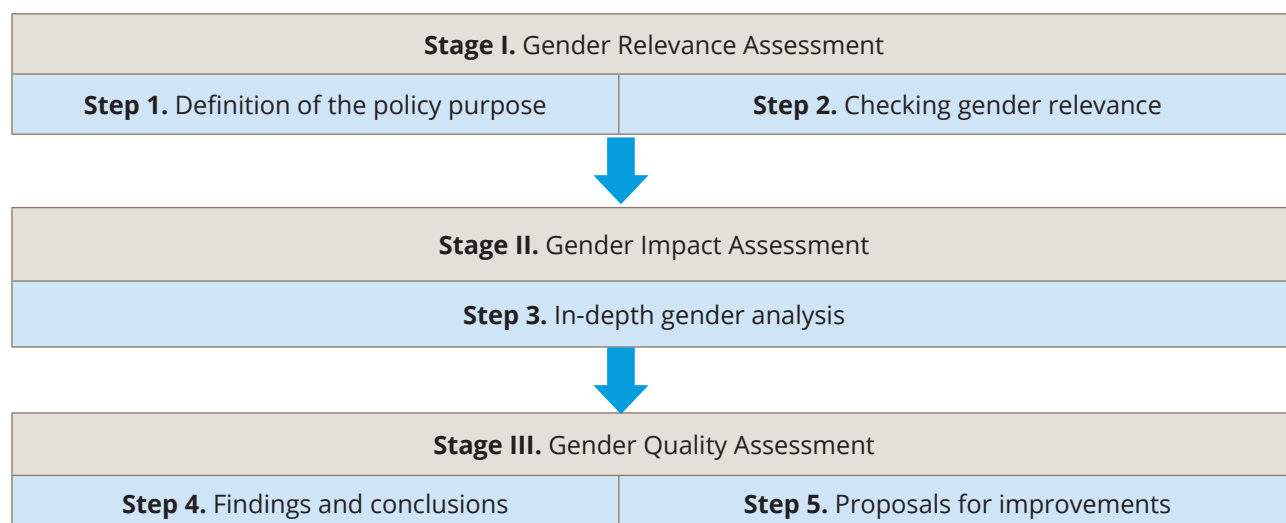 Stage I. Gender Relevance Assessment
Step 1. Definition of the policy purpose
Step 2. Checking gender relevance
Stage II. Gender Impact Assessment
Step 3. In-depth gender analysis
Stage III. Gender Quality Assessment
Step 4. Findings and conclusions
Step 5. Proposals for improvements